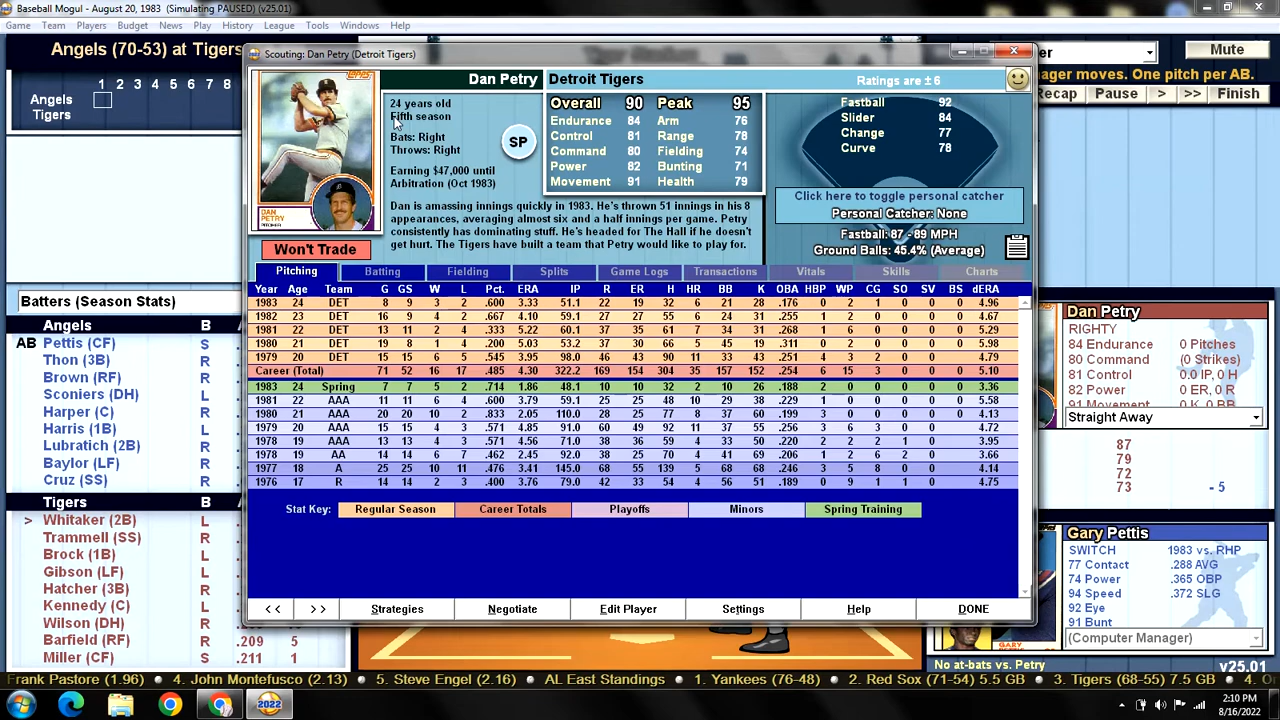 Baseball Mogul - August 20, 1983 (Simulating PAUSED) (v25.01)
Game Team Players Budget News Play History League Tools Windows Help
Angels (70-53) at Tigers
1 2 3 4 5 6 7 8
Angels
Tigers
Mute
anager moves. One pitch per AB.
Recap Pause > >> Finish
Scouting: Dan Petry (Detroit Tigers)
Dan Petry Detroit Tigers Ratings are ± 6
Topps
DAN PETRY
PITCHER
24 years old
Fifth season
Bats: Right
Throws: Right
Earning $47,000 until
Arbitration (Oct 1983)
SP
Overall 90 Peak 95
Endurance 84 Arm 76
Control 81 Range 78
Command 80 Fielding 74
Power 82 Bunting 71
Movement 91 Health 79
Fastball 92
Slider 84
Change 77
Curve 78
Click here to toggle personal catcher
Personal Catcher: None
Fastball: 87 - 89 MPH
Ground Balls: 45.4% (Average)
Dan is amassing innings quickly in 1983. He's thrown 51 innings in his 8
appearances, averaging almost six and a half innings per game. Petry
consistently has dominating stuff. He's headed for The Hall if he doesn't
get hurt. The Tigers have built a team that Petry would like to play for.
Won't Trade
Pitching Batting Fielding Splits Game Logs Transactions Vitals Skills Charts
Year Age Team G GS W L Pct. ERA IP R ER H HR BB K OBA HBP WP CG SO SV BS dERA
1983 24 DET 8 9 3 2 .600 3.33 51.1 22 19 32 6 21 28 .176 0 2 1 0 0 0 4.96
1982 23 DET 16 9 4 2 .667 4.10 59.1 27 27 55 6 24 31 .255 1 2 0 0 0 0 4.79
1981 22 DET 13 11 2 4 .333 5.22 60.1 37 35 61 7 34 31 .268 1 6 0 0 0 0 5.29
1980 21 DET 19 8 1 4 .200 5.03 53.2 37 30 66 5 45 19 .311 0 2 0 0 0 0 5.98
1979 20 DET 15 15 6 5 .545 3.95 98.0 46 43 90 11 33 43 .251 4 3 2 0 0 0 4.79
Career (Total) 71 52 16 17 .485 4.30 322.2 169 154 304 35 157 152 .254 6 15 3 0 0 0 5.10
1983 24 Spring 7 7 5 2 .714 1.86 48.1 10 10 32 2 10 26 .188 2 0 0 0 0 0 3.36
1981 22 AAA 11 11 6 4 .600 3.79 59.1 25 25 48 10 29 38 .229 1 1 0 0 0 0 5.58
1980 21 AAA 20 20 10 2 .833 2.05 110.0 28 25 77 8 37 60 .199 3 3 1 0 0 0 4.13
1979 20 AAA 15 15 4 3 .571 4.85 91.0 60 49 92 11 37 55 .256 3 6 3 0 0 0 4.72
1978 19 AAA 13 13 4 3 .571 4.56 71.0 38 36 59 4 33 50 .220 2 2 2 1 0 0 3.95
1978 19 AA 14 14 6 7 .462 2.45 92.0 38 25 70 4 41 69 .206 1 2 6 2 0 0 3.66
1977 18 A 25 25 10 11 .476 3.41 145.0 68 55 139 5 68 68 .246 3 5 8 0 0 0 4.14
1976 17 R 14 14 2 3 .400 3.76 79.0 42 33 54 4 56 51 .189 0 9 1 1 0 0 4.75
Stat Key: Regular Season Career Totals Playoffs Minors Spring Training
<< >> Strategies Negotiate Edit Player Settings Help DONE
Batters (Season Stats)
Angels B
AB Pettis (CF) S
Thon (3B) R
Brown (RF) R
Sconiers (DH) L
Harper (C) R
Harris (1B) R
Lubratich (2B) R
Baylor (LF) R
Cruz (SS) R
Tigers B
> Whitaker (2B) L
Trammell (SS) R
Brock (1B) L
Gibson (LF) L
Hatcher (3B) R
Kennedy (C) L
Wilson (DH) L
Barfield (RF) R .209 5
Miller (CF) S .211 1
Dan Petry
RIGHTY
84 Endurance 0 Pitches
80 Command (0 Strikes)
81 Control 0.0 IP, 0 H
82 Power 0 ER, 0 R
91 Movement 0 K, 0 BB
Straight Away
87
79
72
73 - 5
Gary Pettis
SWITCH 1983 vs. RHP
77 Contact .288 AVG
74 Power .365 OBP
94 Speed .372 SLG
92 Eye
91 Bunt
(Computer Manager)
No at-bats vs. Petry v25.01
Frank Pastore (1.96) • 4. John Montefusco (2.13) • 5. Steve Engel (2.16) • AL East Standings • 1. Yankees (76-48) • 2. Red Sox (71-54) 5.5 GB • 3. Tigers (68-55) 7.5 GB
2022
2:10 PM
8/16/2022